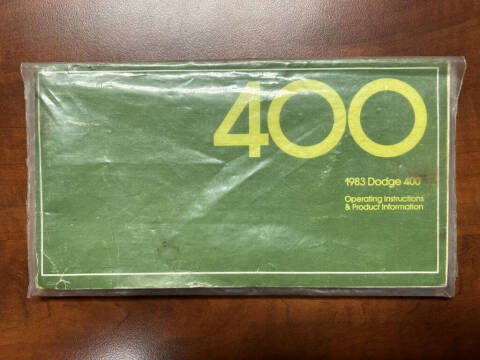 400
1983 Dodge 400
Operating Instructions
& Product Information